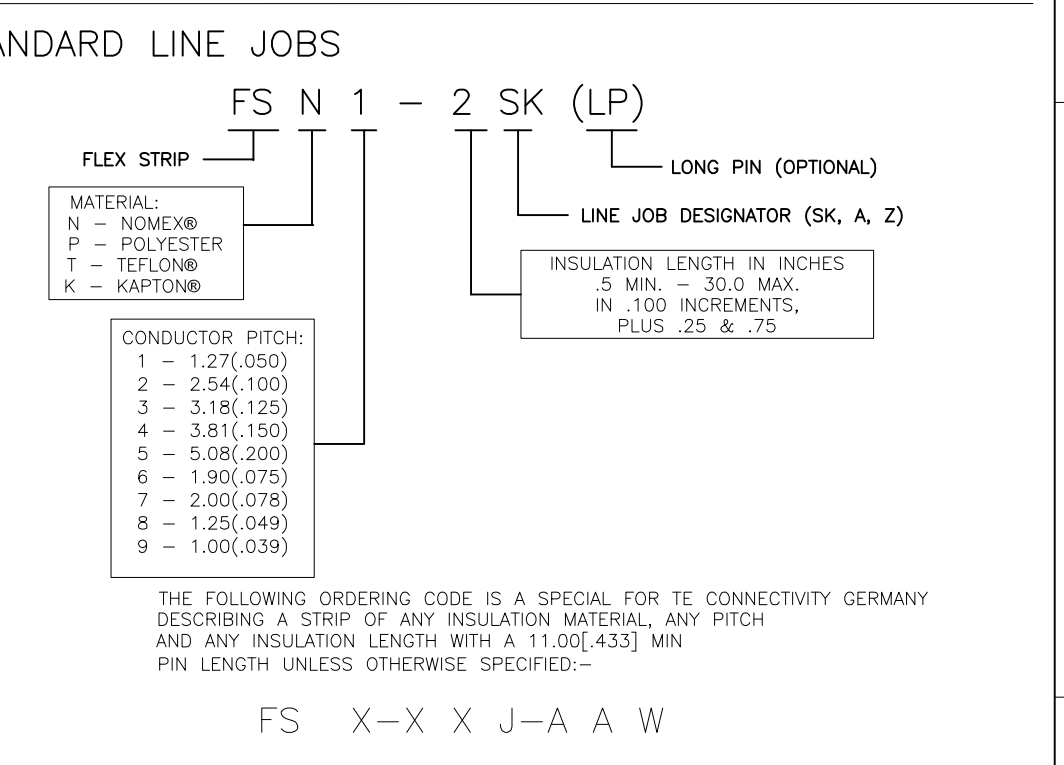 ANDARD LINE JOBS
FS N 1 – 2 SK (LP)
FLEX STRIP
LONG PIN (OPTIONAL)
LINE JOB DESIGNATOR (SK, A, Z)
MATERIAL:
N – NOMEX®
P – POLYESTER
T – TEFLON®
K – KAPTON®
INSULATION LENGTH IN INCHES
.5 MIN. – 30.0 MAX.
IN .100 INCREMENTS,
PLUS .25 & .75
CONDUCTOR PITCH:
1 – 1.27(.050)
2 – 2.54(.100)
3 – 3.18(.125)
4 – 3.81(.150)
5 – 5.08(.200)
6 – 1.90(.075)
7 – 2.00(.078)
8 – 1.25(.049)
9 – 1.00(.039)
THE FOLLOWING ORDERING CODE IS A SPECIAL FOR TE CONNECTIVITY GERMANY
DESCRIBING A STRIP OF ANY INSULATION MATERIAL, ANY PITCH
AND ANY INSULATION LENGTH WITH A 11.00[.433] MIN
PIN LENGTH UNLESS OTHERWISE SPECIFIED:–
FS X–X X J–A A W